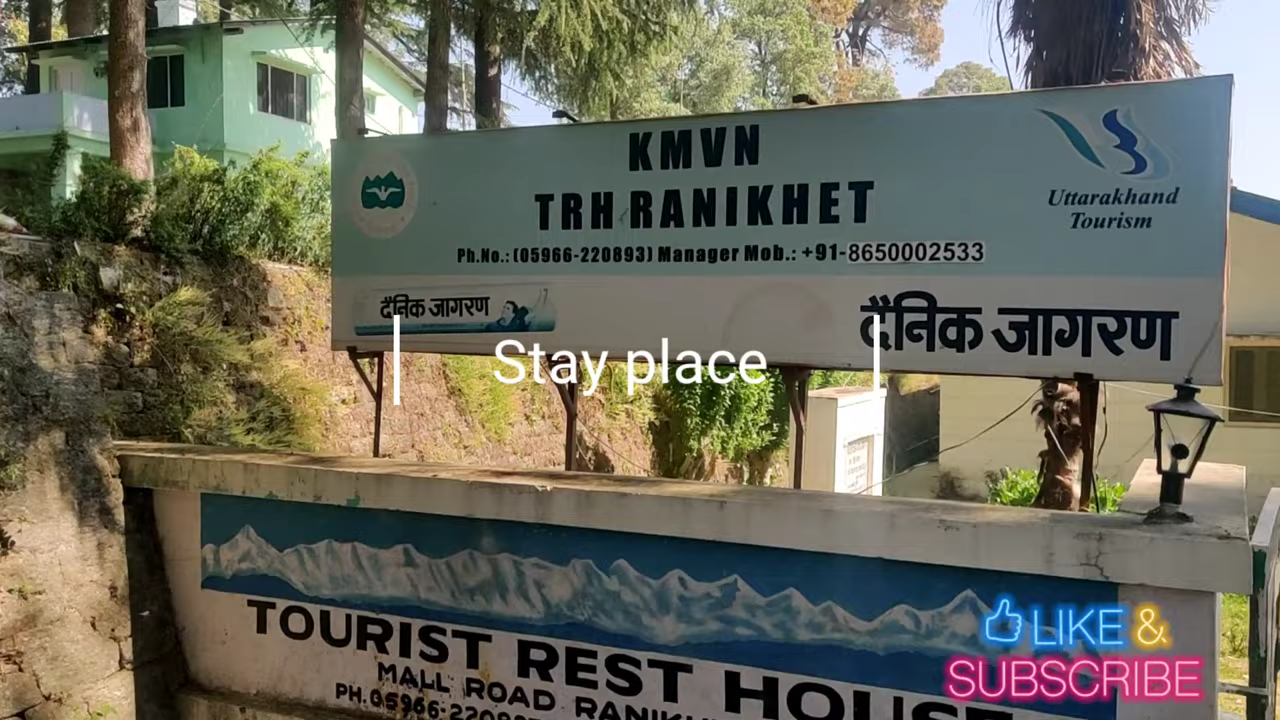 KMVN
TRH RANIKHET
Uttarakhand
Tourism
Ph.No.: (05966-220893) Manager Mob.: +91-8650002533
दैनिक जागरण
दैनिक जागरण
Stay place
TOURIST REST HOUSE
MALL ROAD
LIKE &
SUBSCRIBE